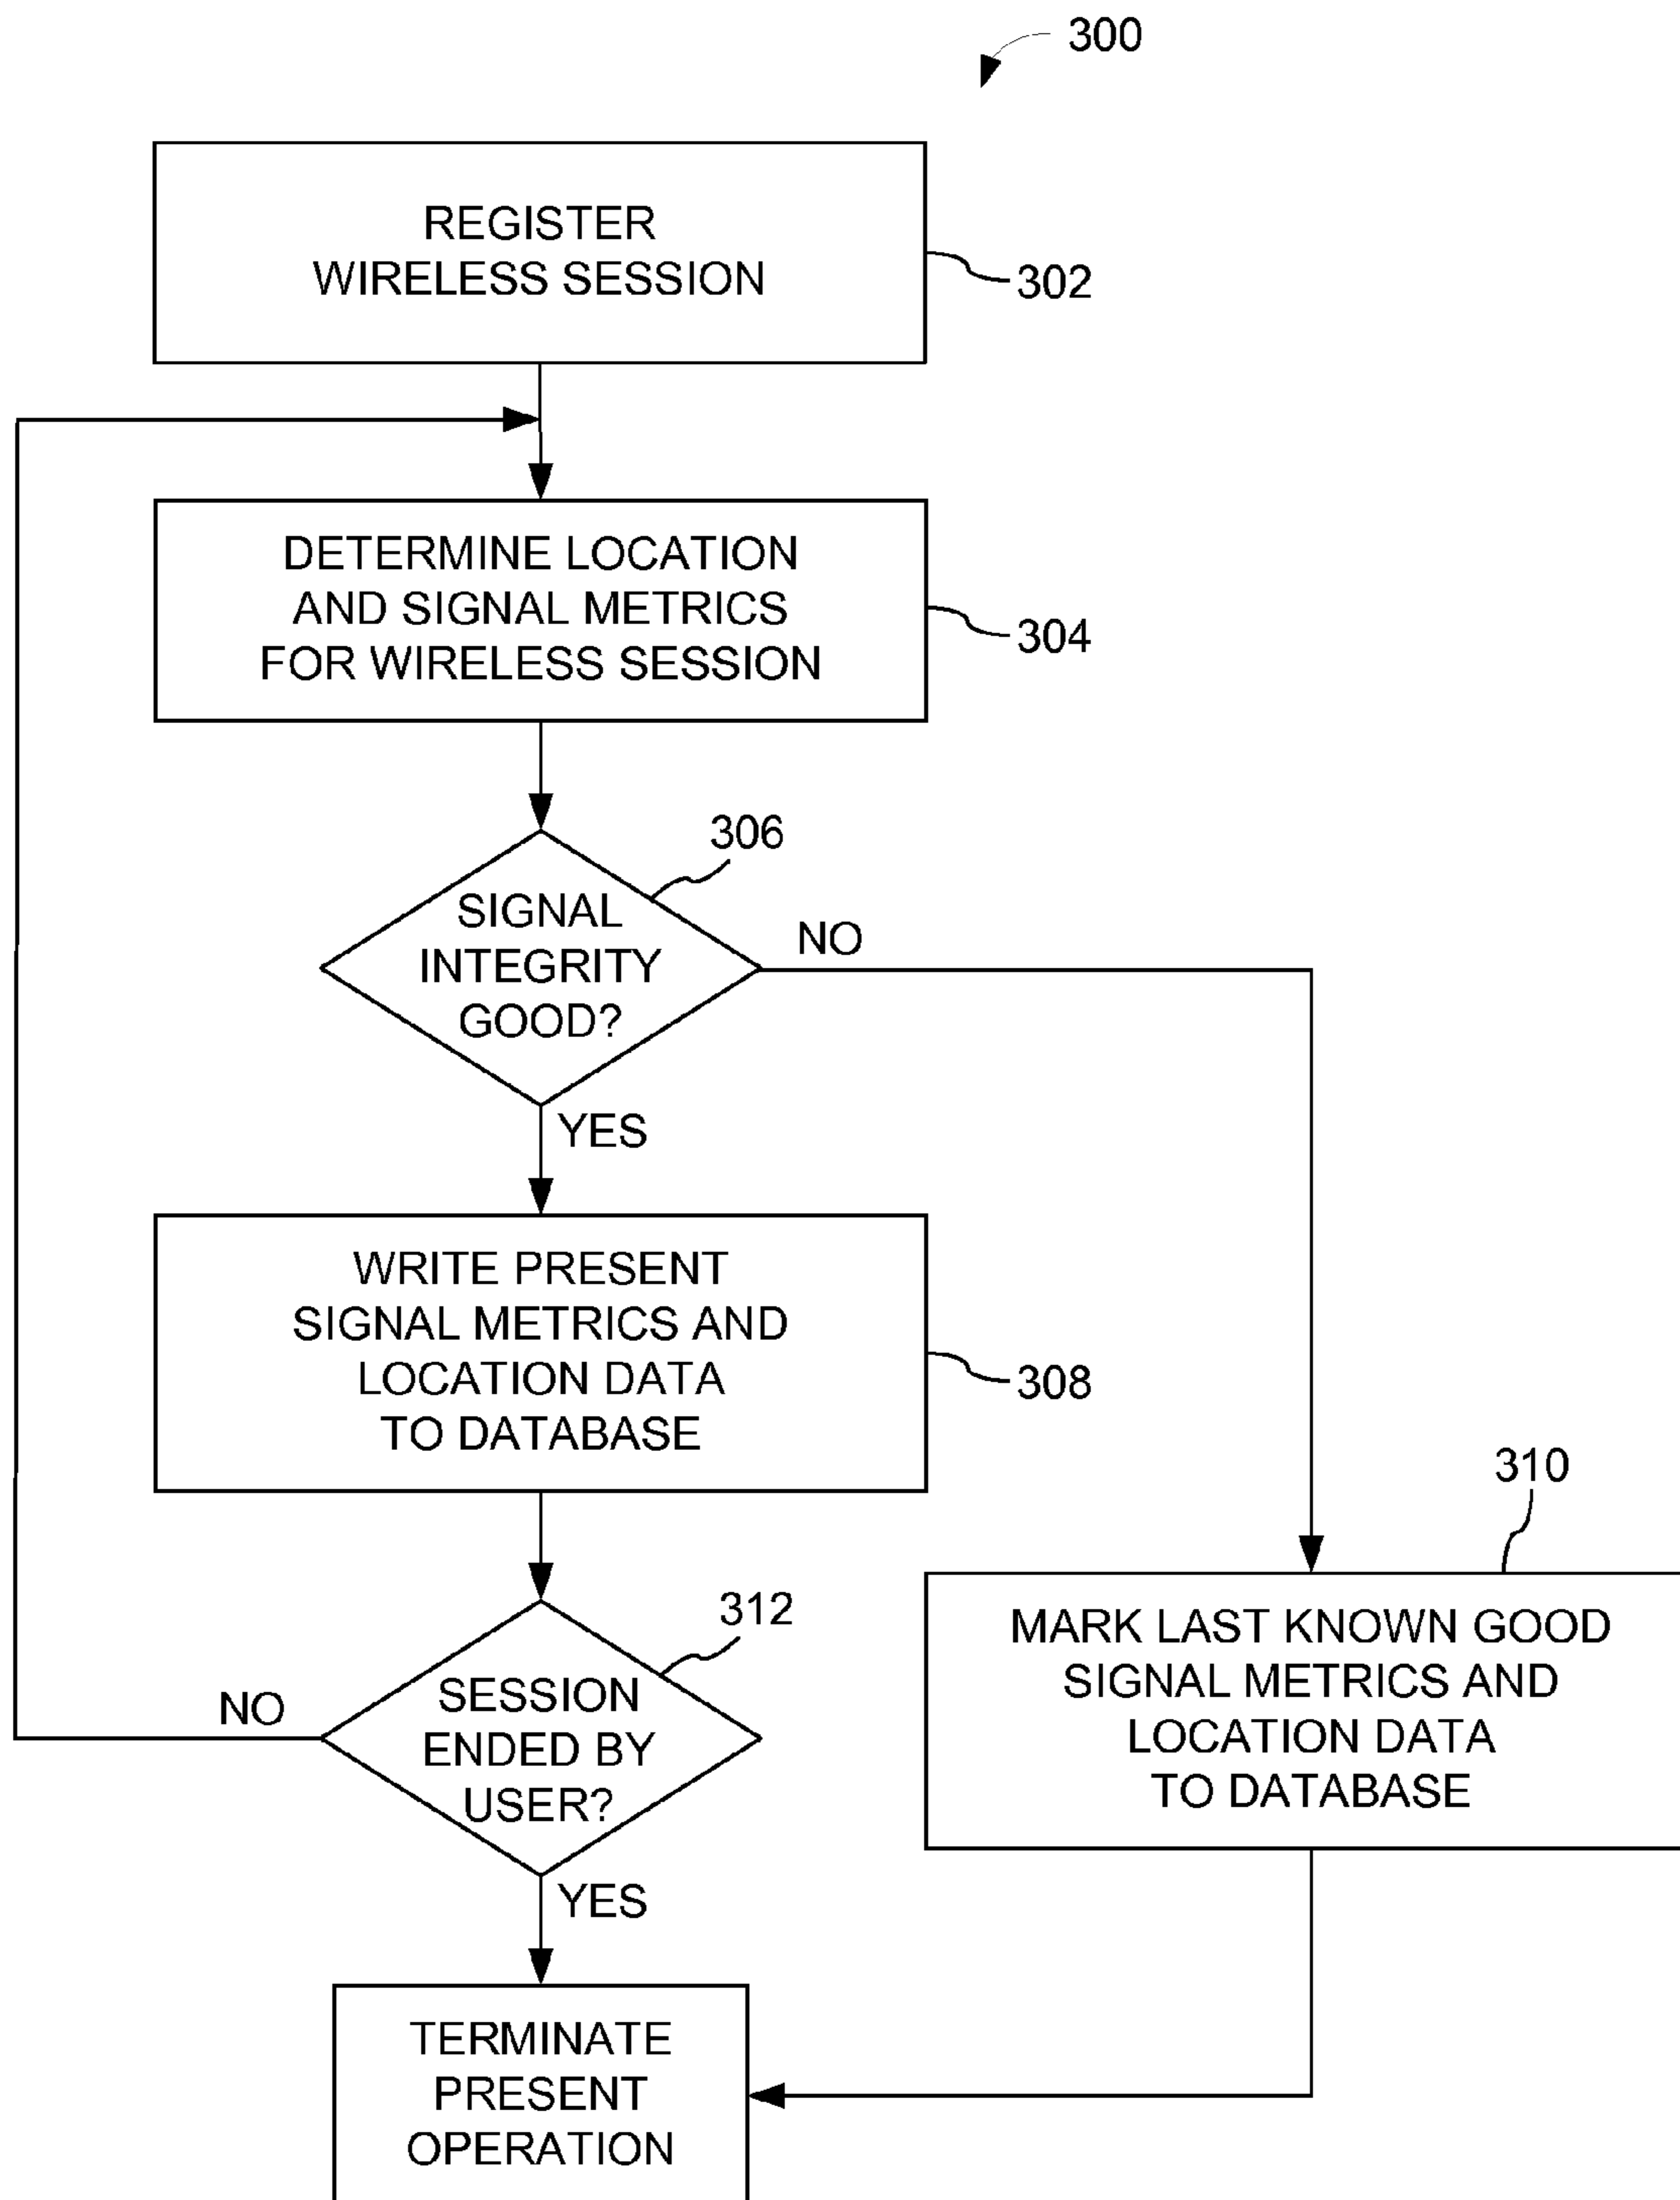 300
REGISTER
WIRELESS SESSION
302
DETERMINE LOCATION
AND SIGNAL METRICS
FOR WIRELESS SESSION
304
306
SIGNAL
INTEGRITY
GOOD?
NO
YES
WRITE PRESENT
SIGNAL METRICS AND
LOCATION DATA
TO DATABASE
308
310
MARK LAST KNOWN GOOD
SIGNAL METRICS AND
LOCATION DATA
TO DATABASE
312
SESSION
ENDED BY
USER?
NO
YES
TERMINATE
PRESENT
OPERATION